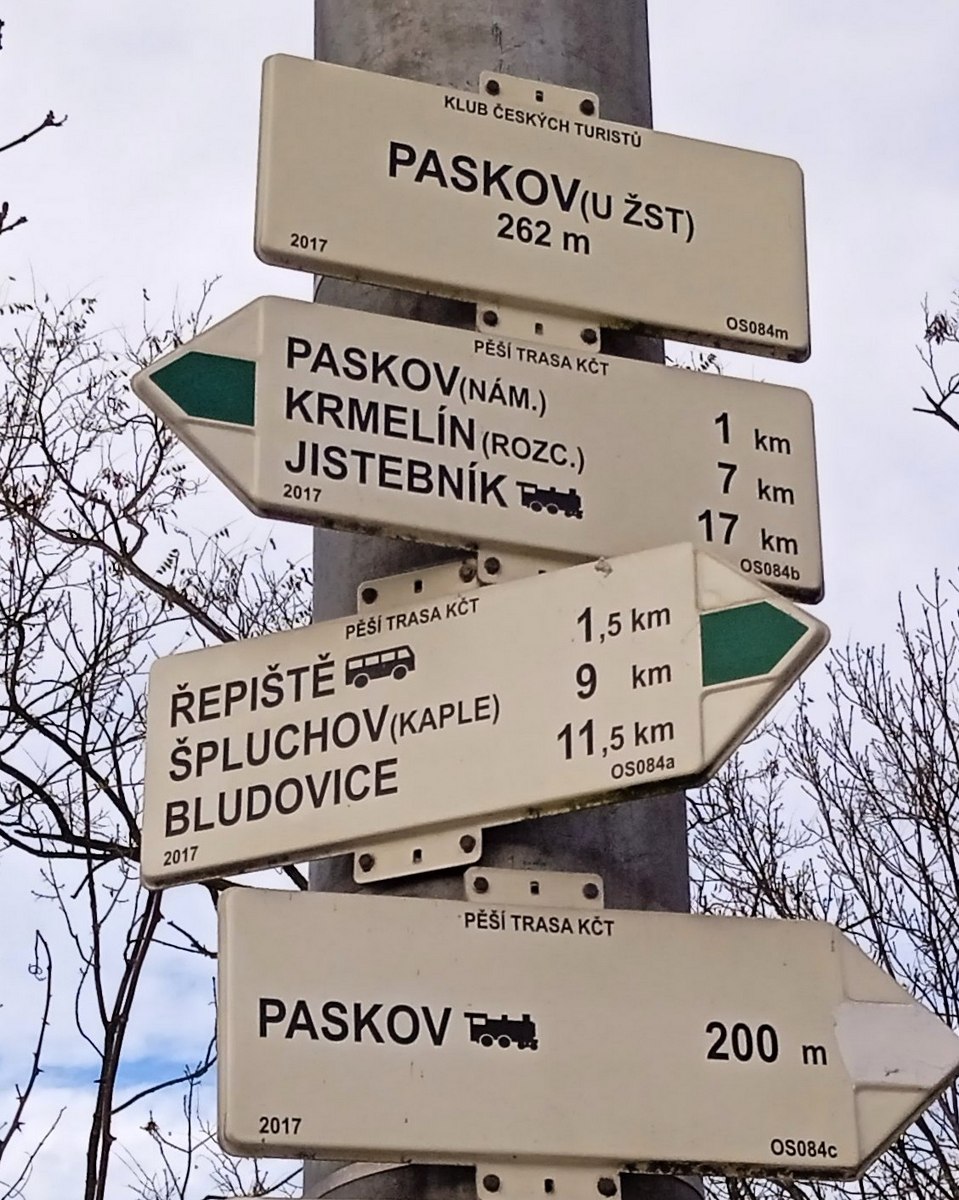 KLUB ČESKÝCH TURISTŮ
PASKOV(U ŽST)
262 m
2017 OS084m
PĚŠÍ TRASA KČT
PASKOV(NÁM.) 1 km
KRMELÍN(ROZC.) 7 km
JISTEBNÍK 17 km
2017 OS084b
PĚŠÍ TRASA KČT
ŘEPIŠTĚ 1,5 km
ŠPLUCHOV(KAPLE) 9 km
BLUDOVICE 11,5 km
2017 OS084a
PĚŠÍ TRASA KČT
PASKOV 200 m
2017 OS084c